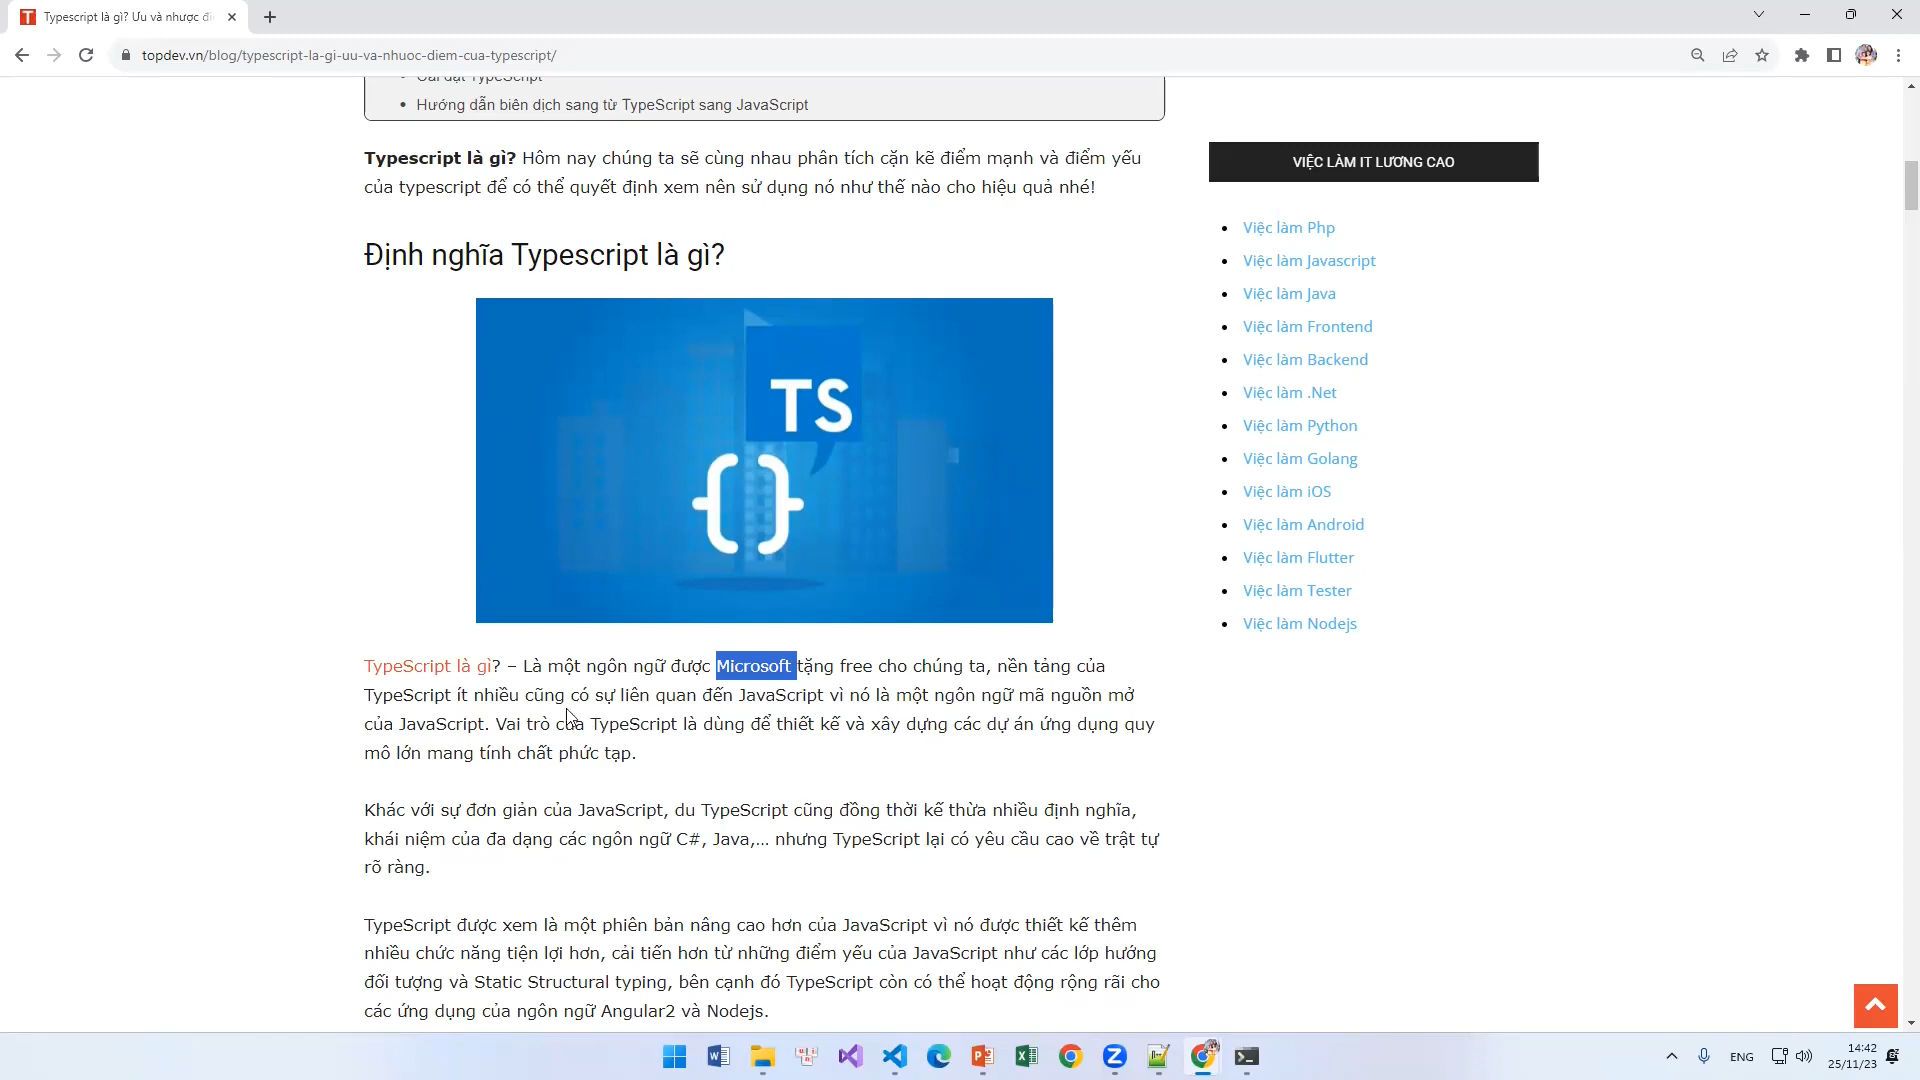 Typescript là gì? Ưu và nhược đi
topdev.vn/blog/typescript-la-gi-uu-va-nhuoc-diem-cua-typescript/
Cài đặt TypeScript
Hướng dẫn biên dịch sang từ TypeScript sang JavaScript
Typescript là gì? Hôm nay chúng ta sẽ cùng nhau phân tích cặn kẽ điểm mạnh và điểm yếu
của typescript để có thể quyết định xem nên sử dụng nó như thế nào cho hiệu quả nhé!
Định nghĩa Typescript là gì?
TS
{}
TypeScript là gì? – Là một ngôn ngữ được Microsoft tặng free cho chúng ta, nền tảng của
TypeScript ít nhiều cũng có sự liên quan đến JavaScript vì nó là một ngôn ngữ mã nguồn mở
của JavaScript. Vai trò của TypeScript là dùng để thiết kế và xây dựng các dự án ứng dụng quy
mô lớn mang tính chất phức tạp.
Khác với sự đơn giản của JavaScript, du TypeScript cũng đồng thời kế thừa nhiều định nghĩa,
khái niệm của đa dạng các ngôn ngữ C#, Java,... nhưng TypeScript lại có yêu cầu cao về trật tự
rõ ràng.
TypeScript được xem là một phiên bản nâng cao hơn của JavaScript vì nó được thiết kế thêm
nhiều chức năng tiện lợi hơn, cải tiến hơn từ những điểm yếu của JavaScript như các lớp hướng
đối tượng và Static Structural typing, bên cạnh đó TypeScript còn có thể hoạt động rộng rãi cho
các ứng dụng của ngôn ngữ Angular2 và Nodejs.
VIỆC LÀM IT LƯƠNG CAO
Việc làm Php
Việc làm Javascript
Việc làm Java
Việc làm Frontend
Việc làm Backend
Việc làm .Net
Việc làm Python
Việc làm Golang
Việc làm iOS
Việc làm Android
Việc làm Flutter
Việc làm Tester
Việc làm Nodejs
ENG
14:42
25/11/23